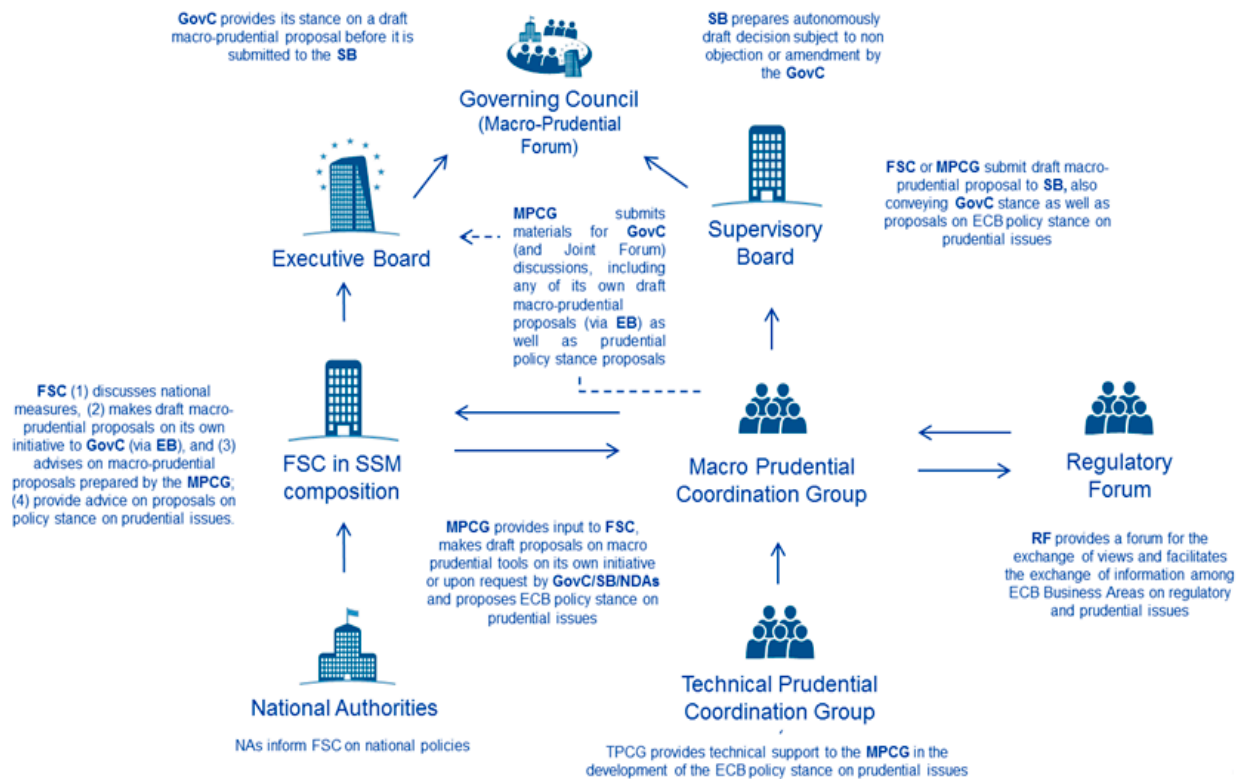 GovC provides its stance on a draft
macro-prudential proposal before it is
submitted to the SB
SB prepares autonomously
draft decision subject to non
objection or amendment by
the GovC
Governing Council
(Macro-Prudential
Forum)
FSC or MPCG submit draft macro-
prudential proposal to SB, also
conveying GovC stance as well as
proposals on ECB policy stance on
prudential issues
Executive Board
MPCG submits
materials for GovC
(and Joint Forum)
discussions, including
any of its own draft
macro-prudential
proposals (via EB) as
well as prudential
policy stance proposals
Supervisory
Board
FSC (1) discusses national
measures, (2) makes draft macro-
prudential proposals on its own
initiative to GovC (via EB), and (3)
advises on macro-prudential
proposals prepared by the MPCG;
(4) provide advice on proposals on
policy stance on prudential issues.
FSC in SSM
composition
Macro Prudential
Coordination Group
Regulatory
Forum
MPCG provides input to FSC,
makes draft proposals on macro
prudential tools on its own initiative
or upon request by GovC/SB/NDAs
and proposes ECB policy stance on
prudential issues
RF provides a forum for the
exchange of views and facilitates
the exchange of information among
ECB Business Areas on regulatory
and prudential issues
National Authorities
NAs inform FSC on national policies
Technical Prudential
Coordination Group
TPCG provides technical support to the MPCG in the
development of the ECB policy stance on prudential issues